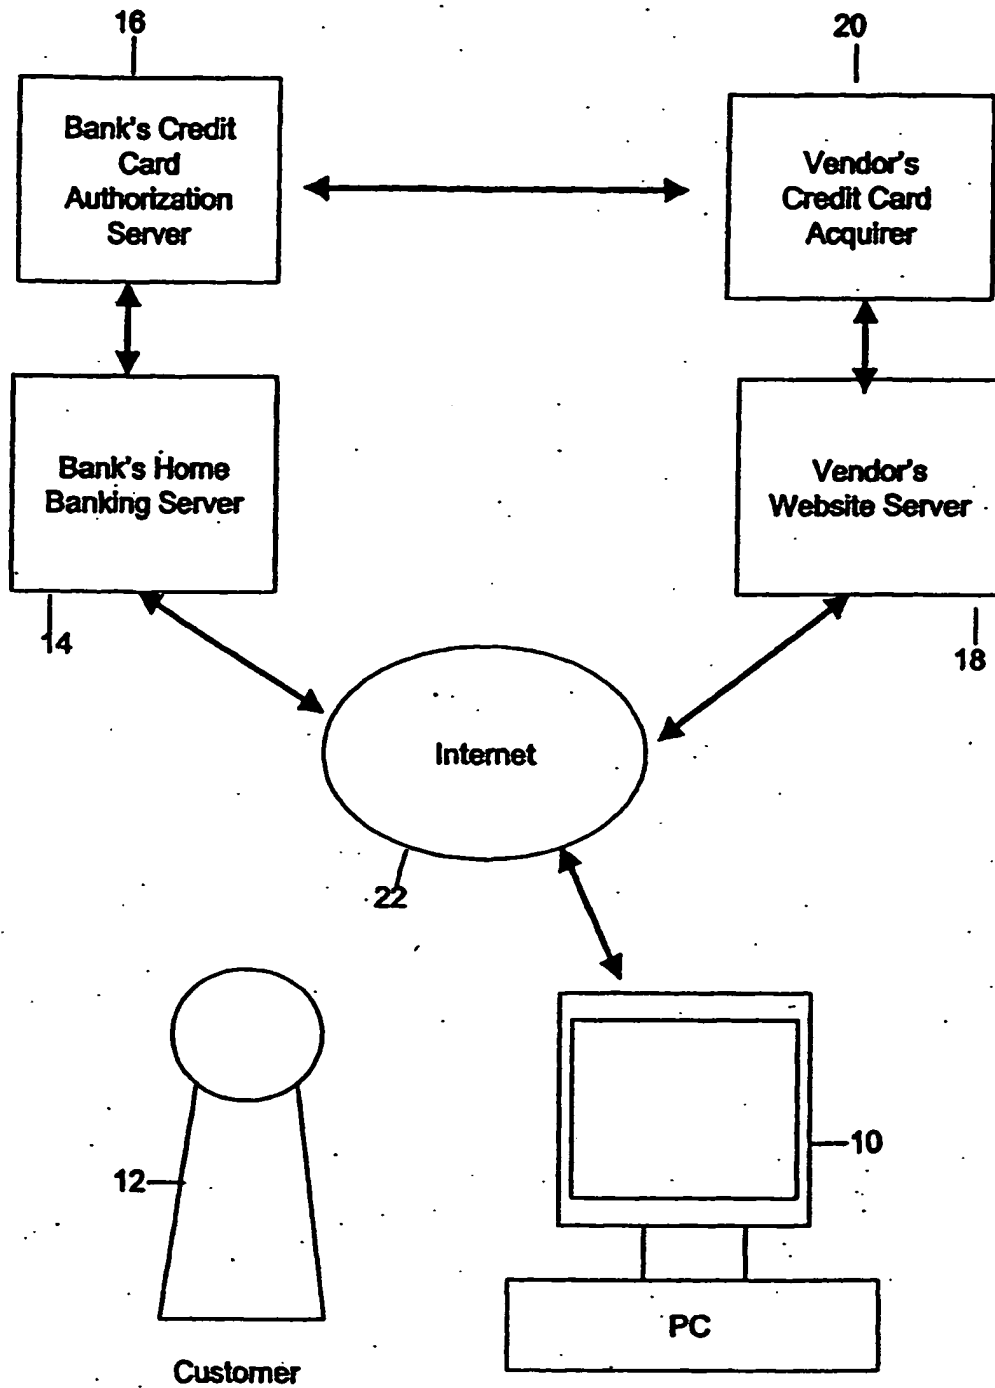 16
20
Bank's Credit
Card
Authorization
Server
Vendor's
Credit Card
Acquirer
Bank's Home
Banking Server
Vendor's
Website Server
14
18
Internet
22
10
12
PC
Customer